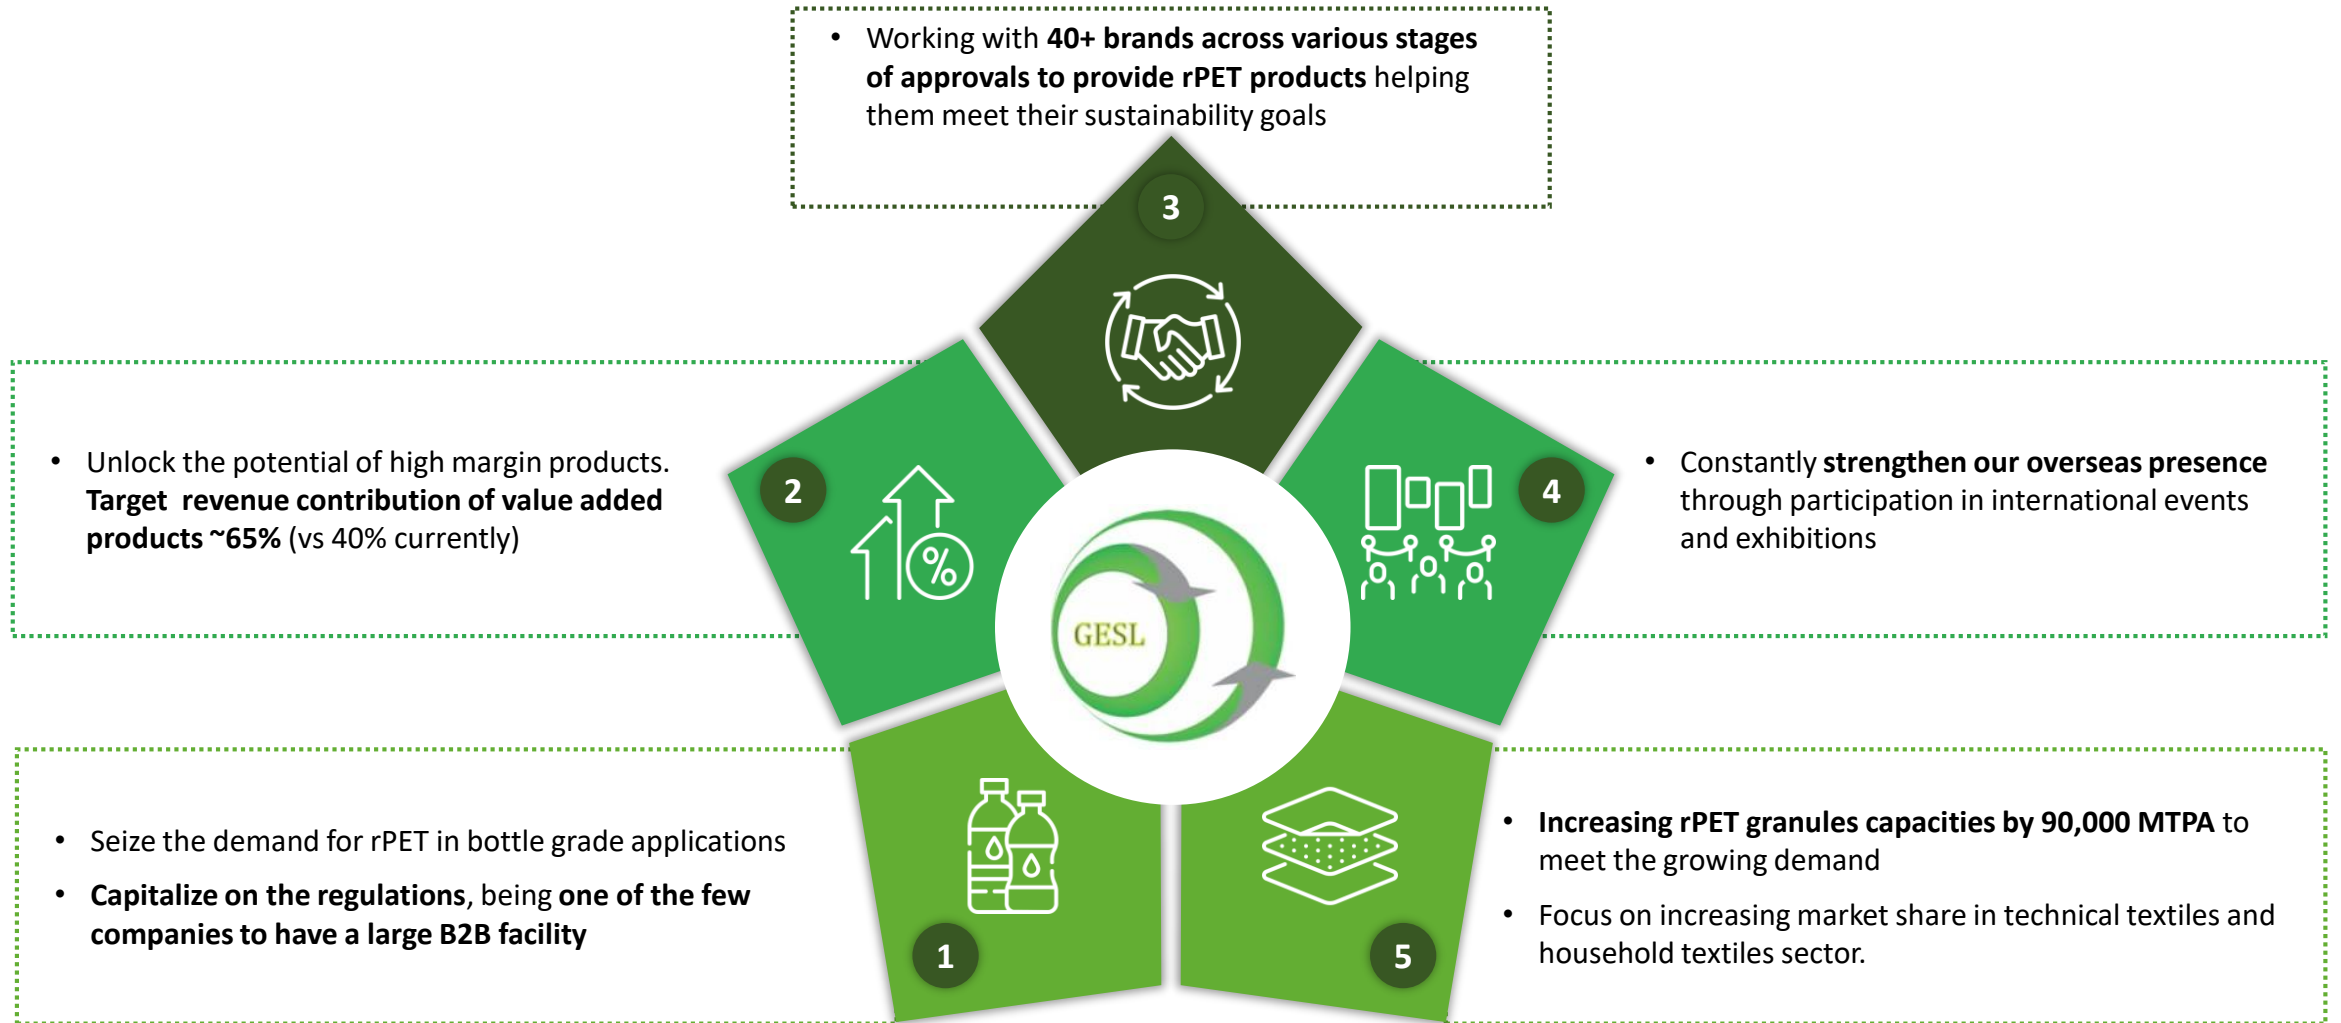 • Working with 40+ brands across various stages
of approvals to provide rPET products helping
them meet their sustainability goals
3
• Unlock the potential of high margin products.
Target  revenue contribution of value added
products ~65% (vs 40% currently)
2
%
4
• Constantly strengthen our overseas presence
through participation in international events
and exhibitions
GESL
• Seize the demand for rPET in bottle grade applications
• Capitalize on the regulations, being one of the few
companies to have a large B2B facility
1
5
• Increasing rPET granules capacities by 90,000 MTPA to
meet the growing demand
• Focus on increasing market share in technical textiles and
household textiles sector.